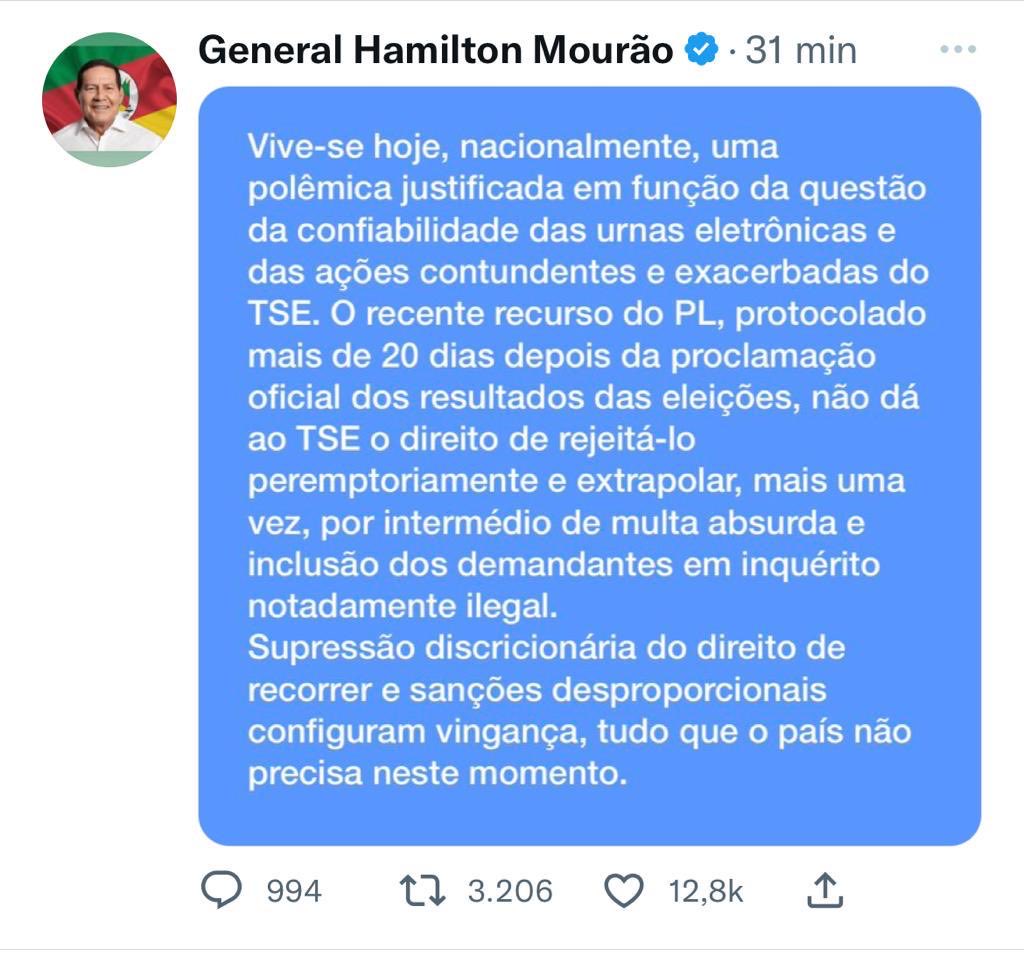 General Hamilton Mourão · 31 min
Vive-se hoje, nacionalmente, uma
polêmica justificada em função da questão
da confiabilidade das urnas eletrônicas e
das ações contundentes e exacerbadas do
TSE. O recente recurso do PL, protocolado
mais de 20 dias depois da proclamação
oficial dos resultados das eleições, não dá
ao TSE o direito de rejeitá-lo
peremptoriamente e extrapolar, mais uma
vez, por intermédio de multa absurda e
inclusão dos demandantes em inquérito
notadamente ilegal.
Supressão discricionária do direito de
recorrer e sanções desproporcionais
configuram vingança, tudo que o país não
precisa neste momento.
994 3.206 12,8k